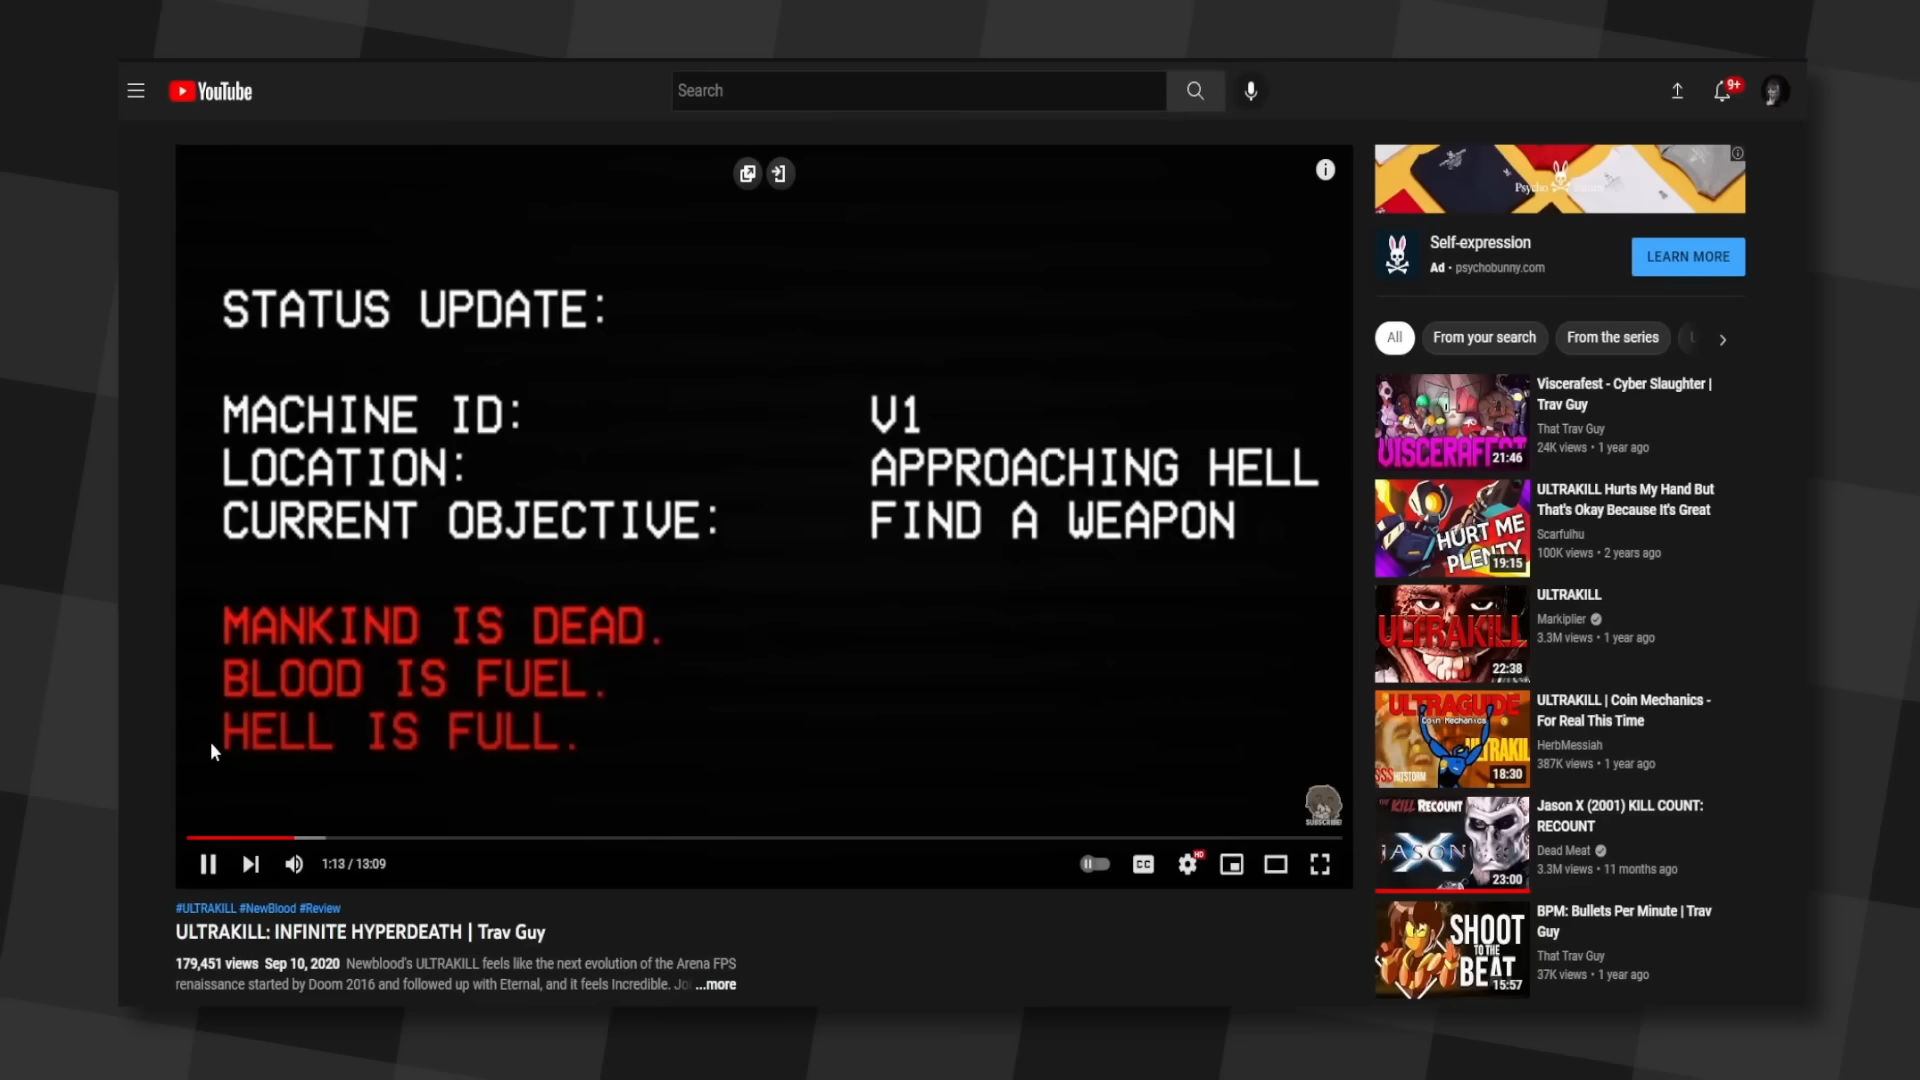 YouTube
Search
9+
STATUS UPDATE:
MACHINE ID: V1
LOCATION: APPROACHING HELL
CURRENT OBJECTIVE: FIND A WEAPON
MANKIND IS DEAD.
BLOOD IS FUEL.
HELL IS FULL.
SUBSCRIBE!
1:13 / 13:09
CC
HD
#ULTRAKILL #NewBlood #Review
ULTRAKILL: INFINITE HYPERDEATH | Trav Guy
179,451 views Sep 10, 2020 Newblood's ULTRAKILL feels like the next evolution of the Arena FPS
renaissance started by Doom 2016 and followed up with Eternal, and it feels Incredible. ...more
Psycho
Self-expression
Ad • psychobunny.com
LEARN MORE
All
From your search
From the series
VISCERAFEST
21:46
Viscerafest - Cyber Slaughter |
Trav Guy
That Trav Guy
24K views • 1 year ago
HURT ME
PLENTY
19:15
ULTRAKILL Hurts My Hand But
That's Okay Because It's Great
Scarfulhu
100K views • 2 years ago
ULTRAKILL
22:38
ULTRAKILL
Markiplier
3.3M views • 1 year ago
ULTRAGUIDE
Coin Mechanics
18:30
ULTRAKILL | Coin Mechanics -
For Real This Time
HerbMessiah
387K views • 1 year ago
THE KILL RECOUNT
JASON X
23:00
Jason X (2001) KILL COUNT:
RECOUNT
Dead Meat
3.3M views • 11 months ago
SHOOT
TO THE
BEAT
15:57
BPM: Bullets Per Minute | Trav
Guy
That Trav Guy
37K views • 1 year ago